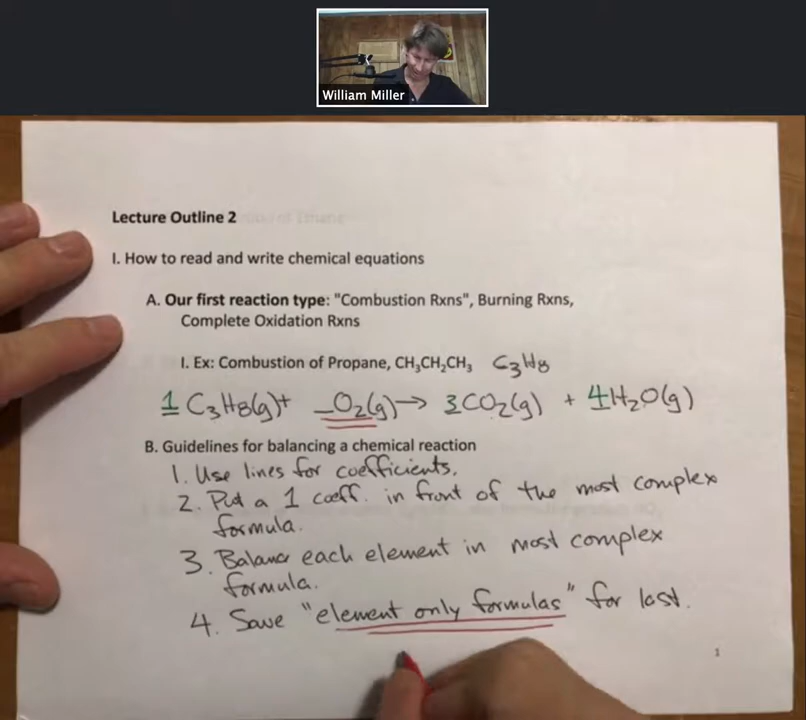 William Miller
Lecture Outline 2
I. How to read and write chemical equations
A. Our first reaction type: "Combustion Rxns", Burning Rxns,
Complete Oxidation Rxns
I. Ex: Combustion of Propane, CH₃CH₂CH₃ C₃H₈
1 C₃H₈(g) + _O₂(g) → 3CO₂(g) + 4H₂O(g)
B. Guidelines for balancing a chemical reaction
1. Use lines for coefficients.
2. Put a 1 coeff. in front of the most complex
formula.
3. Balance each element in most complex
formula.
4. Save "element only formulas" for last.
1